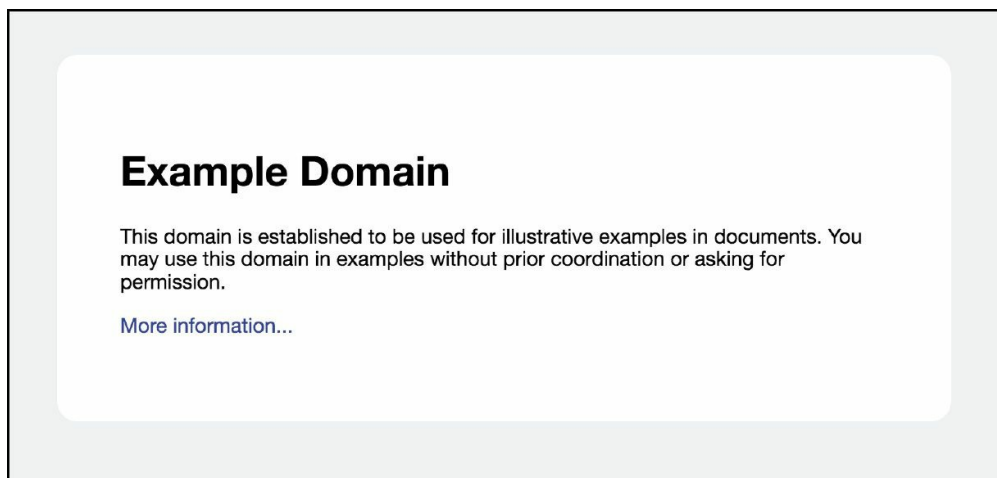 Example Domain
This domain is established to be used for illustrative examples in documents. You
may use this domain in examples without prior coordination or asking for
permission.
More information...